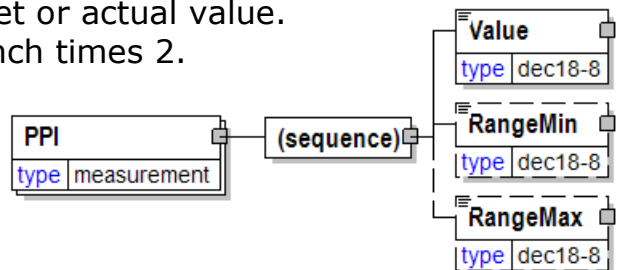 et or actual value.
nch times 2.
Value
type dec18-8
PPI
type measurement
(sequence)
RangeMin
type dec18-8
RangeMax
type dec18-8